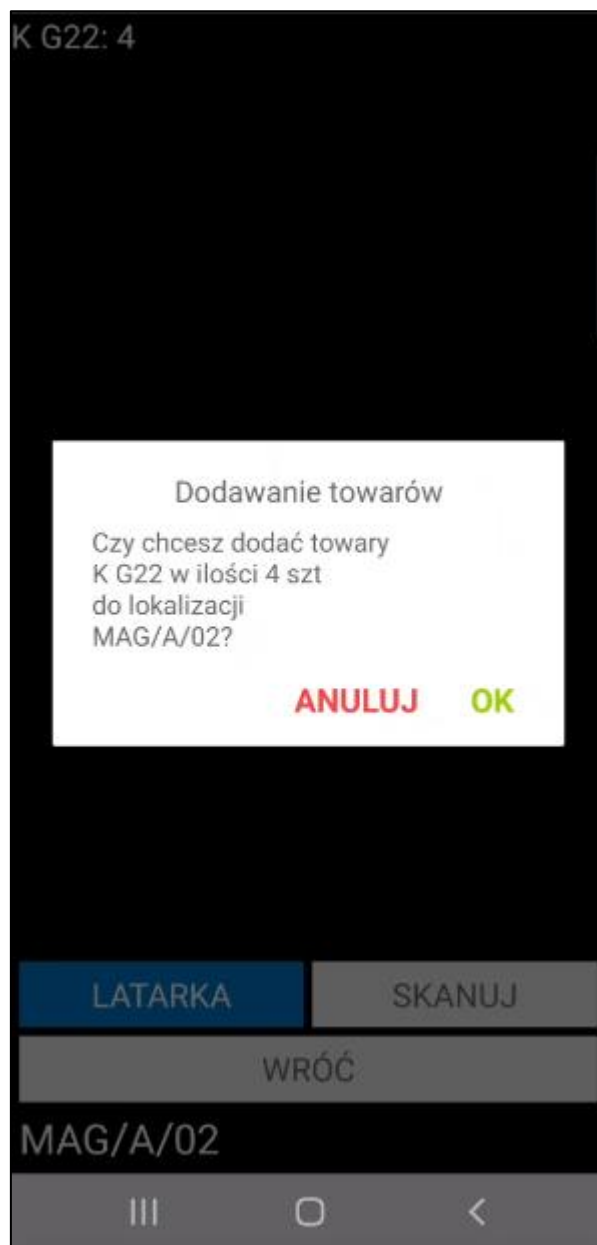 K G22: 4
Dodawanie towarów
Czy chcesz dodać towary
K G22 w ilości 4 szt
do lokalizacji
MAG/A/02?
ANULUJ OK
LATARKA SKANUJ
WRÓĆ
MAG/A/02